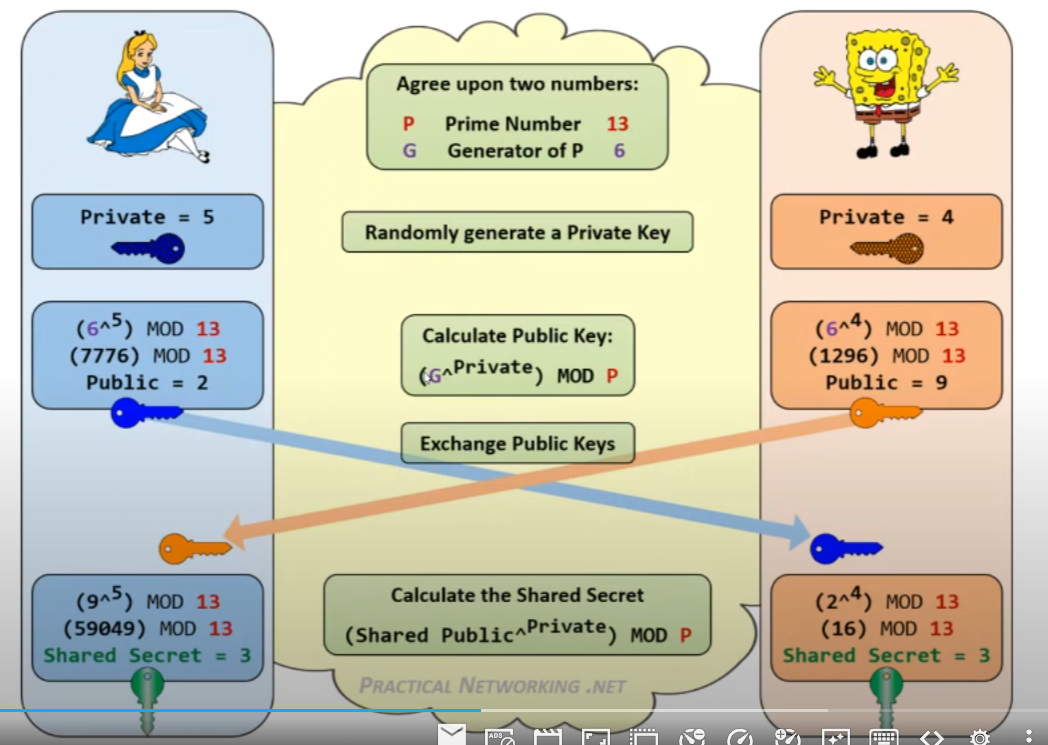 Agree upon two numbers:
P Prime Number 13
G Generator of P 6
Private = 5
Randomly generate a Private Key
Private = 4
(6^5) MOD 13
(7776) MOD 13
Public = 2
Calculate Public Key:
(G^Private) MOD P
(6^4) MOD 13
(1296) MOD 13
Public = 9
Exchange Public Keys
(9^5) MOD 13
(59049) MOD 13
Shared Secret = 3
Calculate the Shared Secret
(Shared Public^Private) MOD P
(2^4) MOD 13
(16) MOD 13
Shared Secret = 3
PRACTICAL NETWORKING .NET
ADS